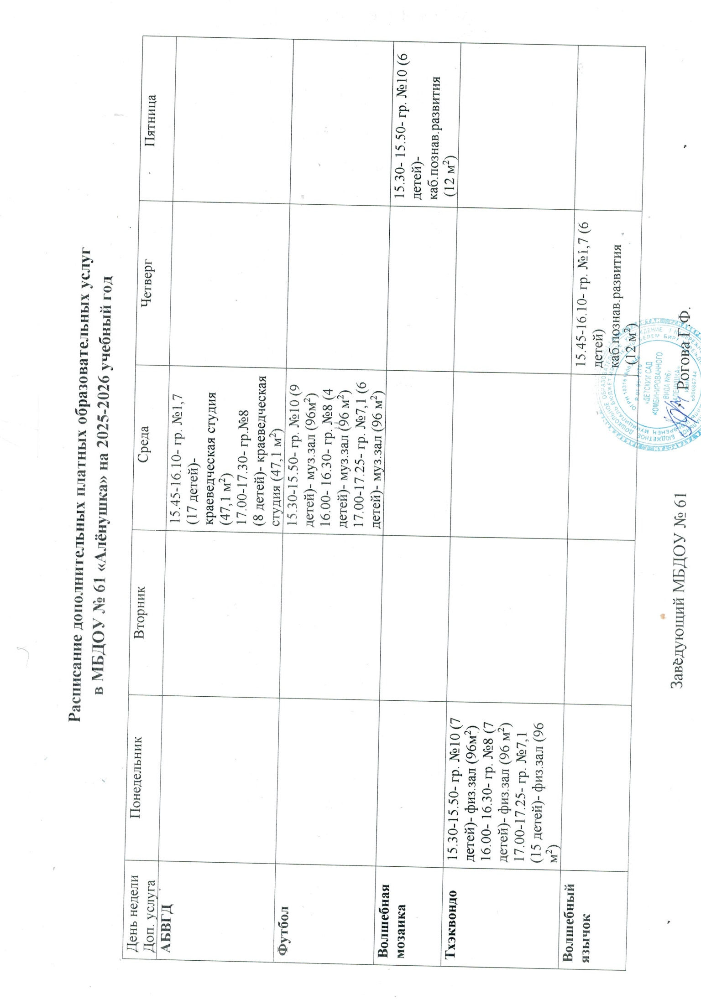 Расписание дополнительных платных образовательных услуг
в МБДОУ № 61 «Алёнушка» на 2025-2026 учебный год
День недели
Доп. услуга
Понедельник
Вторник
Среда
Четверг
Пятница
АБВГД
15.45-16.10- гр. №1,7
(17 детей)-
краеведческая студия
(47,1 м²)
17.00-17.30- гр.№8
(8 детей)- краеведческая
студия (47,1 м²)
Футбол
15.30-15.50- гр. №10 (9
детей)- муз.зал (96м²)
16.00- 16.30- гр. №8 (4
детей)- муз.зал (96 м²)
17.00-17.25- гр. №7,1 (6
детей)- муз.зал (96 м²)
Волшебная
мозаика
15.30- 15.50- гр. №10 (6
детей)-
каб.познав.развития
(12 м²)
Тхэквондо
15.30-15.50- гр. №10 (7
детей)- физ.зал (96м²)
16.00- 16.30- гр. №8 (7
детей)- физ.зал (96 м²)
17.00-17.25- гр. №7,1
(15 детей)- физ.зал (96
м²)
Волшебный
язычок
15.45-16.10- гр. №1,7 (6
детей)
каб.познав.развития
(12 м²)
Заведующий МБДОУ № 61
Рогова Г.Ф.
«ДЕТСКИЙ САД
КОМБИНИРОВАННОГО
ВИДА №61